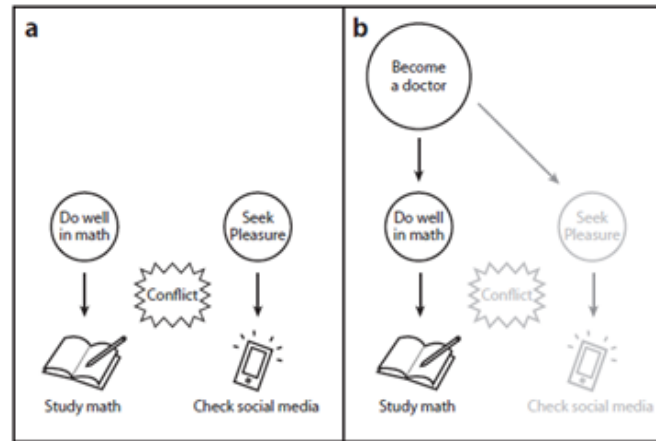 a
Do well
in math
Seek
Pleasure
Conflict
Study math
Check social media
b
Become
a doctor
Do well
in math
Seek
Pleasure
Conflict
Study math
Check social media